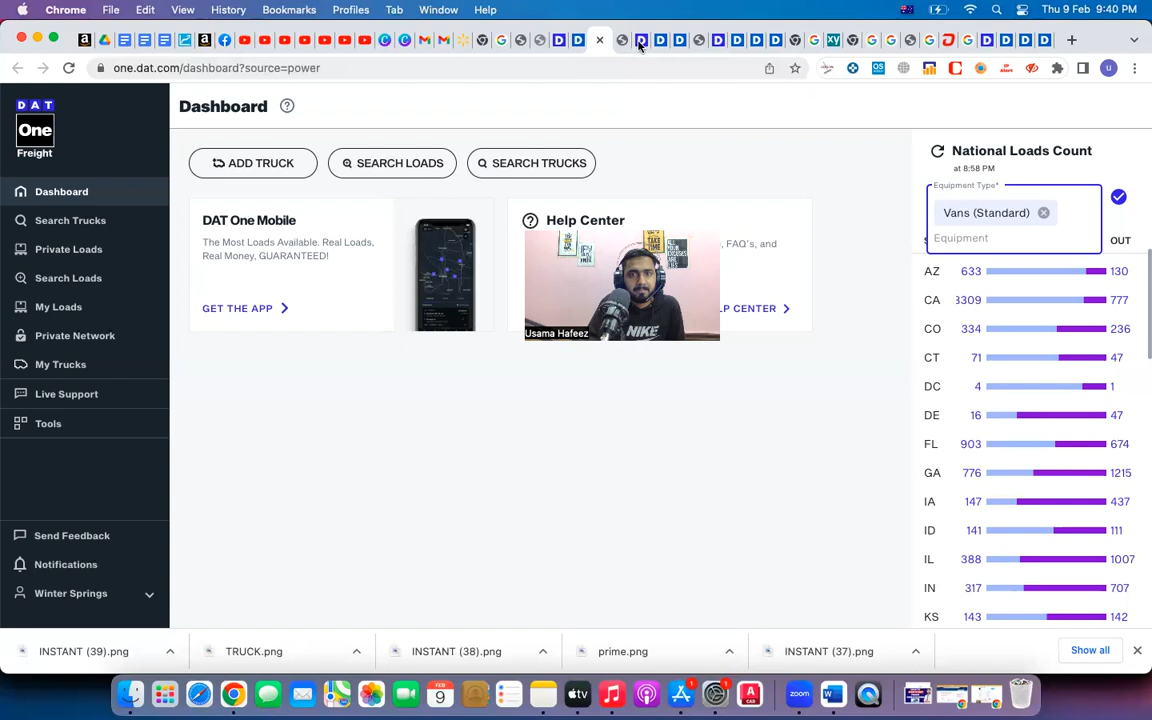 Chrome File Edit View History Bookmarks Profiles Tab Window Help Thu 9 Feb 9:40 PM
one.dat.com/dashboard?source=power
DAT
One
Freight
Dashboard
Search Trucks
Private Loads
Search Loads
My Loads
Private Network
My Trucks
Live Support
Tools
Send Feedback
Notifications
Winter Springs
Dashboard
ADD TRUCK SEARCH LOADS SEARCH TRUCKS
DAT One Mobile
The Most Loads Available. Real Loads,
Real Money, GUARANTEED!
GET THE APP
Help Center
, FAQ's, and
LP CENTER
NIKE
Usama Hafeez
National Loads Count
at 8:58 PM
Equipment Type*
Vans (Standard)
Equipment
OUT
AZ 633 130
CA 3309 777
CO 334 236
CT 71 47
DC 4 1
DE 16 47
FL 903 674
GA 776 1215
IA 147 437
ID 141 111
IL 388 1007
IN 317 707
KS 143 142
INSTANT (39).png TRUCK.png INSTANT (38).png prime.png INSTANT (37).png Show all